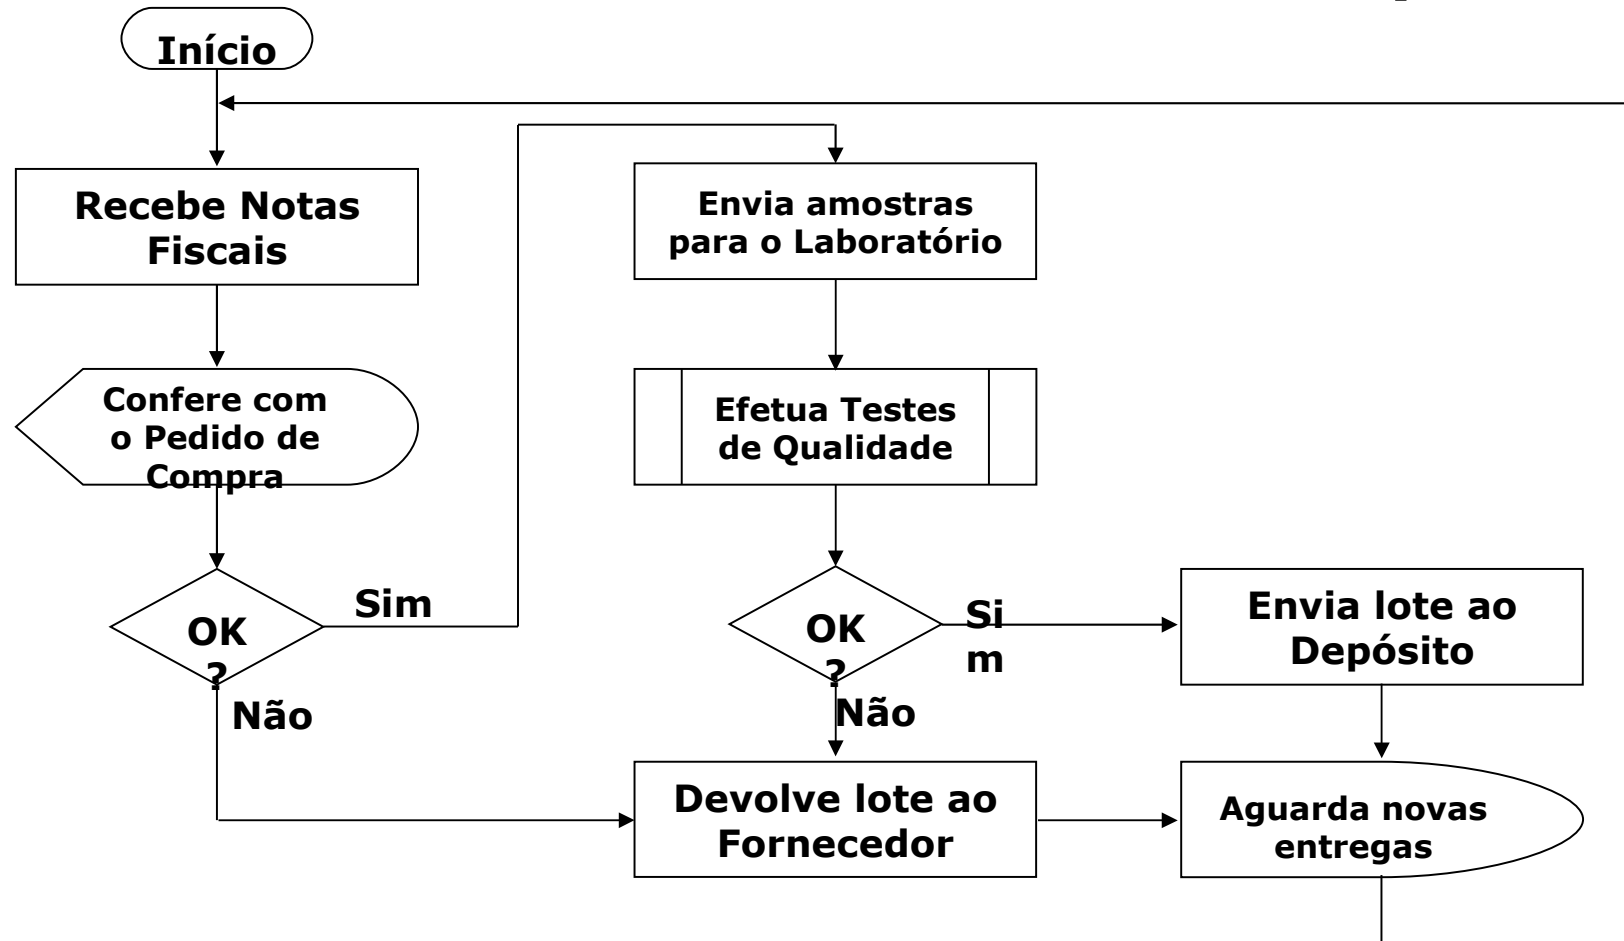 Início
Recebe Notas
Fiscais
Confere com
o Pedido de
Compra
OK
?
Sim
Não
Envia amostras
para o Laboratório
Efetua Testes
de Qualidade
OK
?
Si
m
Não
Devolve lote ao
Fornecedor
Envia lote ao
Depósito
Aguarda novas
entregas